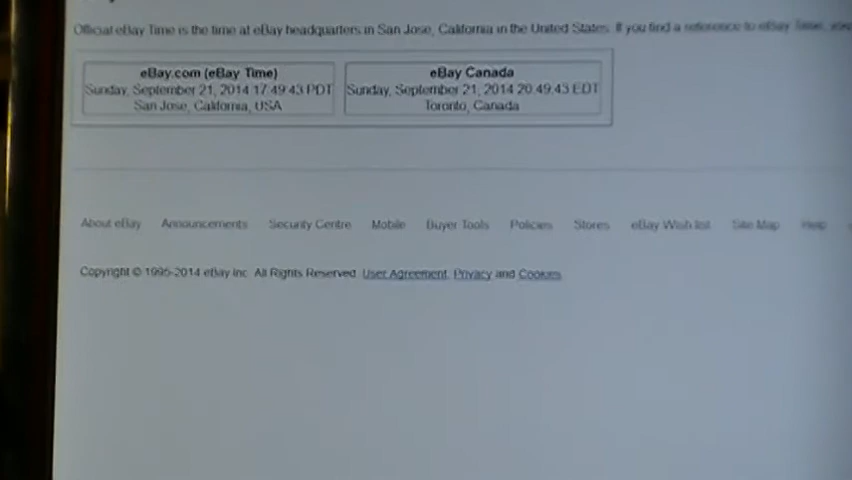 Official eBay Time is the time at eBay headquarters in San Jose, California in the United States. If you find a reference to eBay Time, you
eBay.com (eBay Time)
Sunday, September 21, 2014 17:49:43 PDT
San Jose, California, USA
eBay Canada
Sunday, September 21, 2014 20:49:43 EDT
Toronto, Canada
About eBay Announcements Security Centre Mobile Buyer Tools Policies Stores eBay Wish list Site Map Help
Copyright © 1995-2014 eBay Inc. All Rights Reserved. User Agreement, Privacy and Cookies